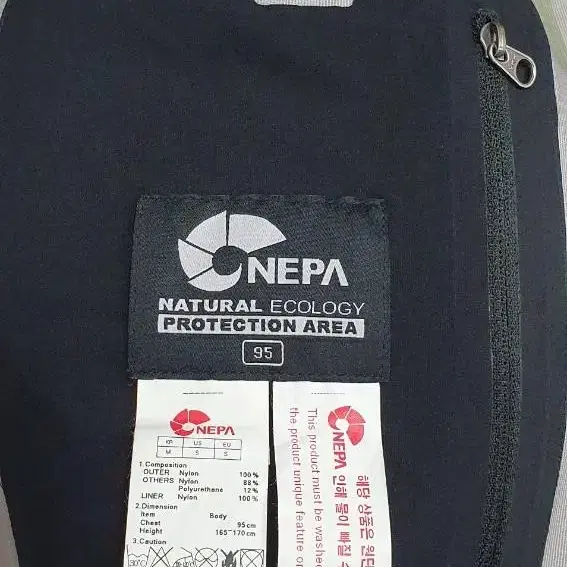 NEPA
NATURAL ECOLOGY
PROTECTION AREA
95
NEPA
KR US EU
M S S
1.Composition
OUTER Nylon 100%
OTHERS Nylon 88%
Polyurethane 12%
LINER Nylon 100%
2.Dimension
Item Body
Chest 95cm
Height 165~170cm
3.Caution
30°C
NEPA
해당 상품은 원단
인해 물이 빠질 수
This product must be washed
the product unique feature